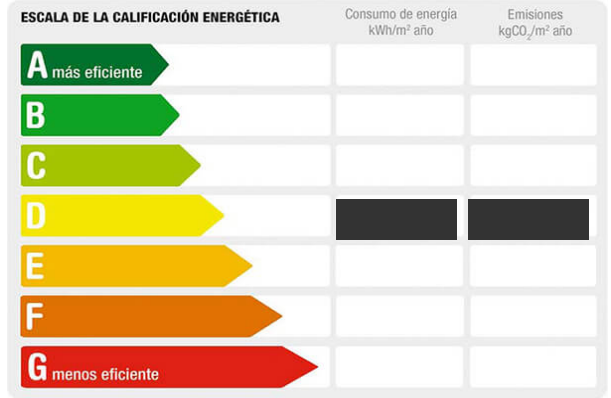 ESCALA DE LA CALIFICACIÓN ENERGÉTICA
Consumo de energía
kWh/m² año
Emisiones
kgCO₂/m² año
A más eficiente
B
C
D
E
F
G menos eficiente